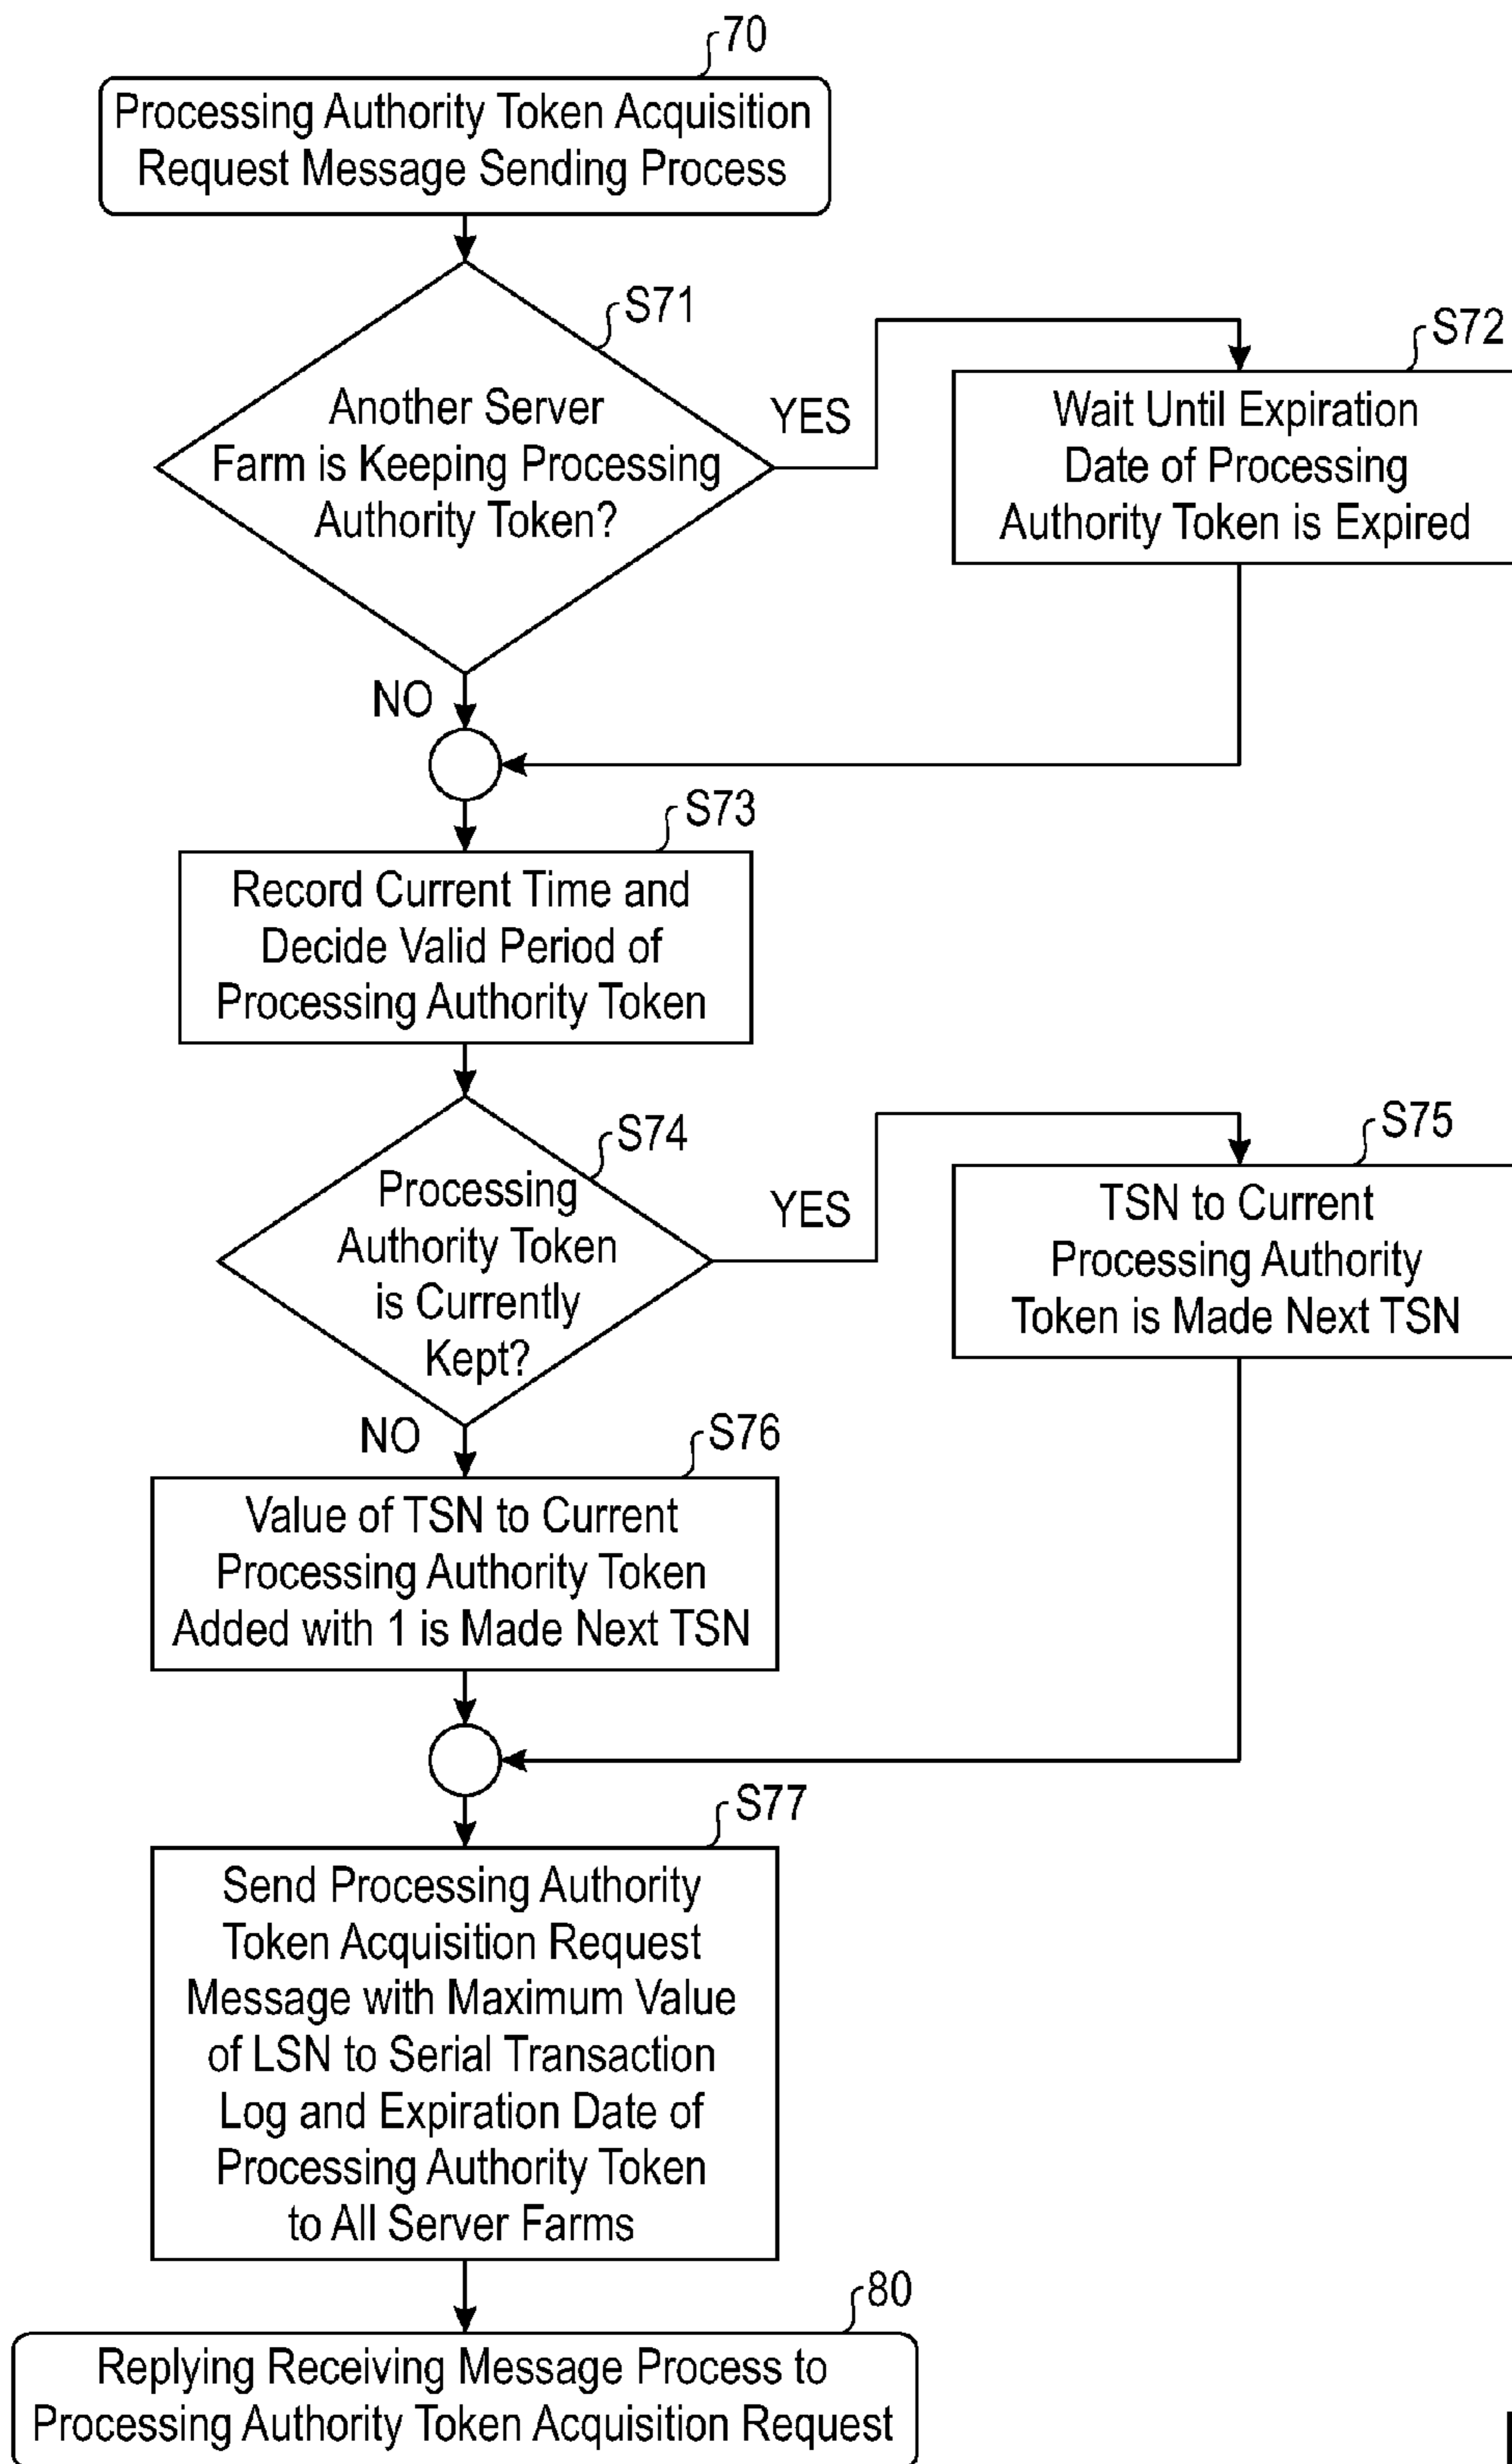 70
Processing Authority Token Acquisition
Request Message Sending Process
S71
Another Server
Farm is Keeping Processing
Authority Token?
YES
S72
Wait Until Expiration
Date of Processing
Authority Token is Expired
NO
S73
Record Current Time and
Decide Valid Period of
Processing Authority Token
S74
Processing
Authority Token
is Currently
Kept?
YES
S75
TSN to Current
Processing Authority
Token is Made Next TSN
NO
S76
Value of TSN to Current
Processing Authority Token
Added with 1 is Made Next TSN
S77
Send Processing Authority
Token Acquisition Request
Message with Maximum Value
of LSN to Serial Transaction
Log and Expiration Date of
Processing Authority Token
to All Server Farms
80
Replying Receiving Message Process to
Processing Authority Token Acquisition Request